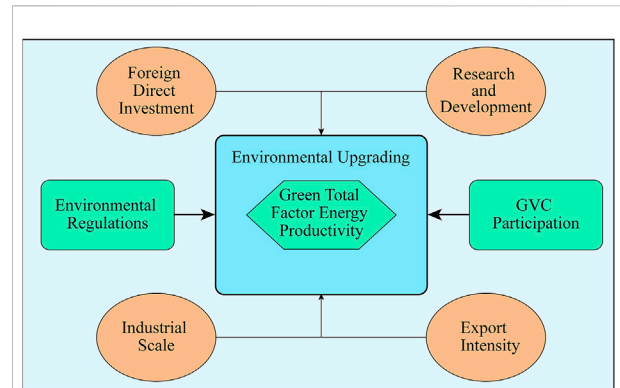 Foreign
Direct
Investment
Research
and
Development
Environmental Upgrading
Environmental
Regulations
Green Total
Factor Energy
Productivity
GVC
Participation
Industrial
Scale
Export
Intensity